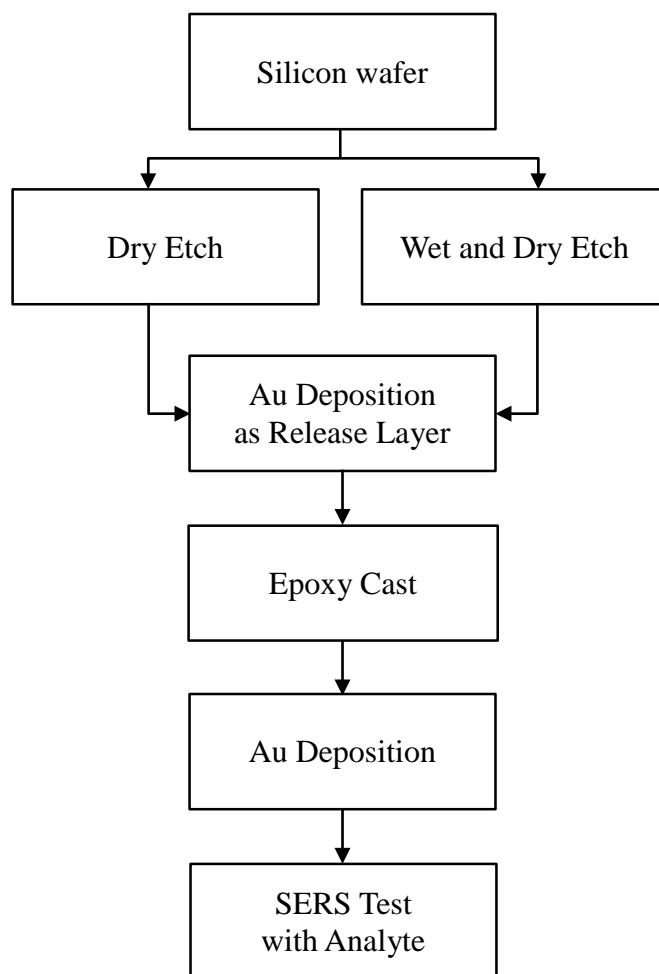 Silicon wafer
Dry Etch
Wet and Dry Etch
Au Deposition
as Release Layer
Epoxy Cast
Au Deposition
SERS Test
with Analyte